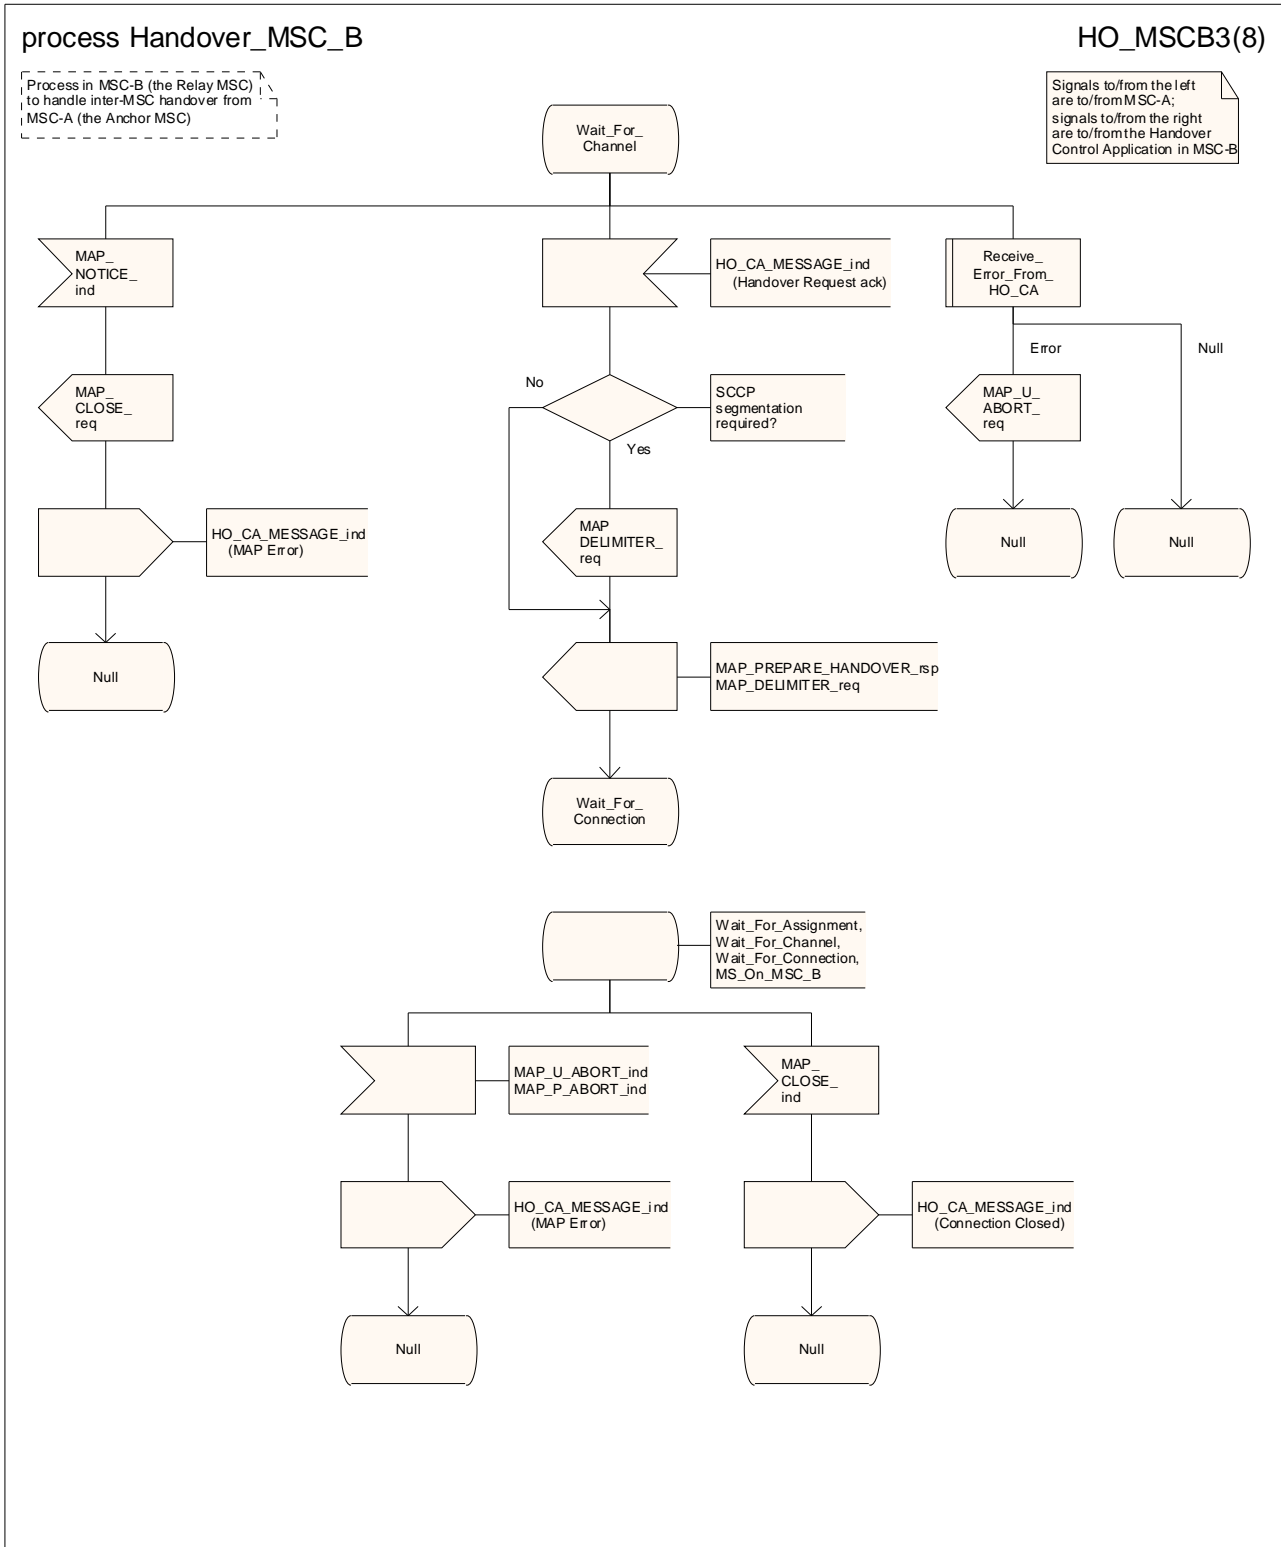 process Handover_MSC_B
HO_MSCB3(8)
Process in MSC-B (the Relay MSC)
to handle inter-MSC handover from
MSC-A (the Anchor MSC)
Signals to/from the left
are to/from MSC-A;
signals to/from the right
are to/from the Handover
Control Application in MSC-B
Wait_For_
Channel
MAP_
NOTICE_
ind
HO_CA_MESSAGE_ind
(Handover Request ack)
Receive_
Error_From_
HO_CA
Error
Null
MAP_
CLOSE_
req
No
Yes
SCCP
segmentation
required?
MAP_U_
ABORT_
req
HO_CA_MESSAGE_ind
(MAP Error)
MAP
DELIMITER_
req
Null
Null
Null
MAP_PREPARE_HANDOVER_rsp
MAP_DELIMITER_req
Wait_For_
Connection
Wait_For_Assignment,
Wait_For_Channel,
Wait_For_Connection,
MS_On_MSC_B
MAP_U_ABORT_ind
MAP_P_ABORT_ind
MAP_
CLOSE_
ind
HO_CA_MESSAGE_ind
(MAP Error)
HO_CA_MESSAGE_ind
(Connection Closed)
Null
Null